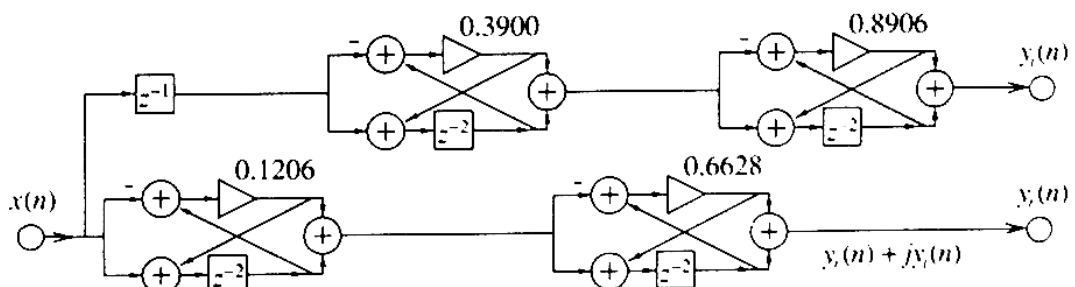 0.3900
0.8906
y_i(n)
-
+
-
+
z^{-1}
+
+
+
z^{-2}
+
z^{-2}
0.1206
0.6628
x(n)
-
+
-
+
y_r(n)
+
+
+
z^{-2}
+
z^{-2}
y_r(n) + jy_i(n)